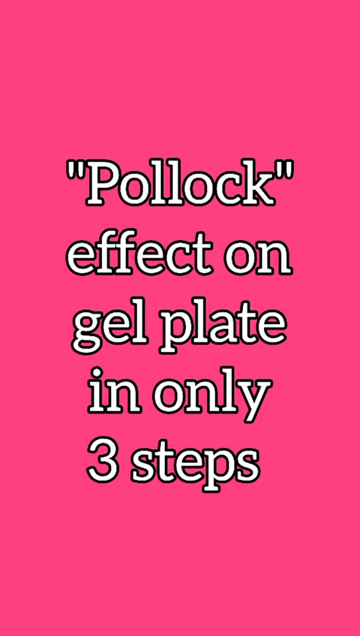 "Pollock"
effect on
gel plate
in only
3 steps